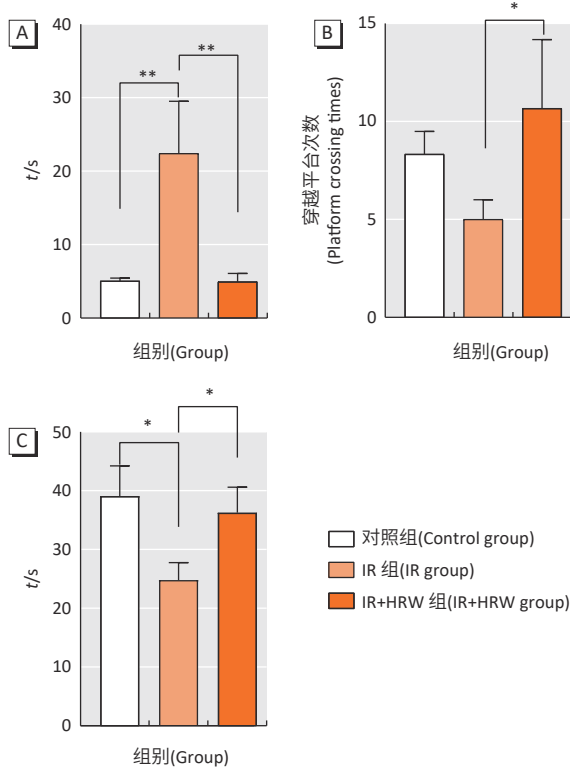 A
40
30
20
10
0
t/s
**
**
组别(Group)
B
15
10
5
0
穿越平台次数
(Platform crossing times)
*
组别(Group)
C
50
40
30
20
10
0
t/s
*
*
组别(Group)
对照组(Control group)
IR 组(IR group)
IR+HRW 组(IR+HRW group)